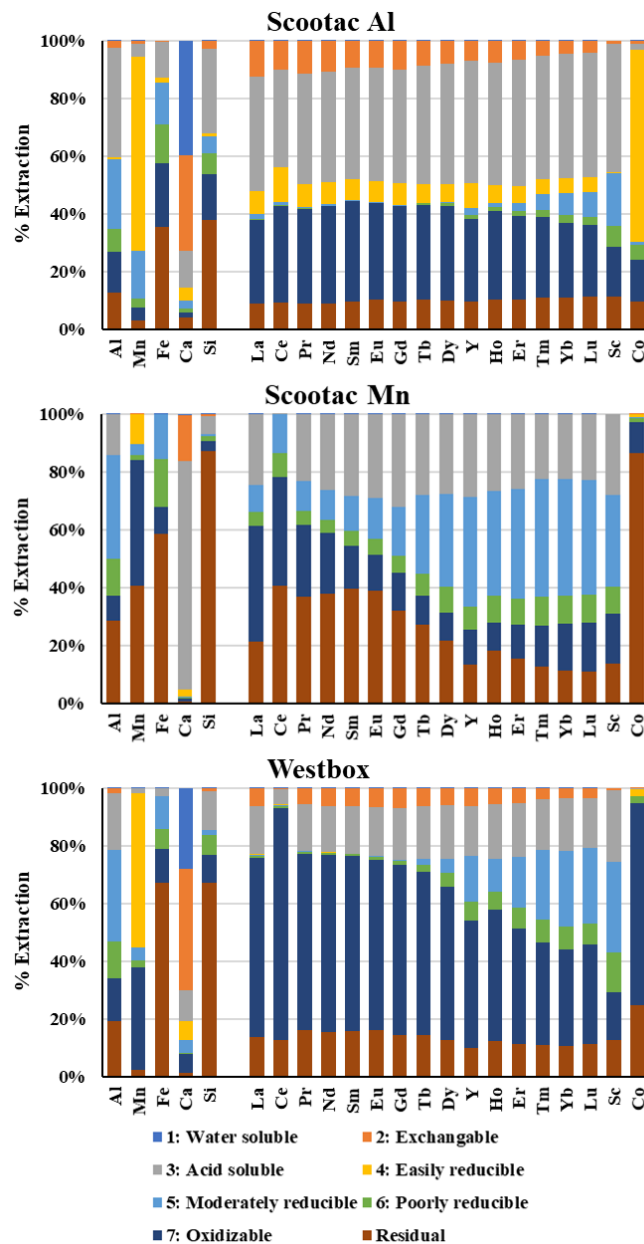 Scootac Al
100%
80%
60%
40%
20%
0%
% Extraction
Al Mn Fe Ca Si La Ce Pr Nd Sm Eu Gd Tb Dy Y Ho Er Tm Yb Lu Sc Co
Scootac Mn
100%
80%
60%
40%
20%
0%
% Extraction
Al Mn Fe Ca Si La Ce Pr Nd Sm Eu Gd Tb Dy Y Ho Er Tm Yb Lu Sc Co
Westbox
100%
80%
60%
40%
20%
0%
% Extraction
Al Mn Fe Ca Si La Ce Pr Nd Sm Eu Gd Tb Dy Y Ho Er Tm Yb Lu Sc Co
1: Water soluble 2: Exchangable
3: Acid soluble 4: Easily reducible
5: Moderately reducible 6: Poorly reducible
7: Oxidizable Residual